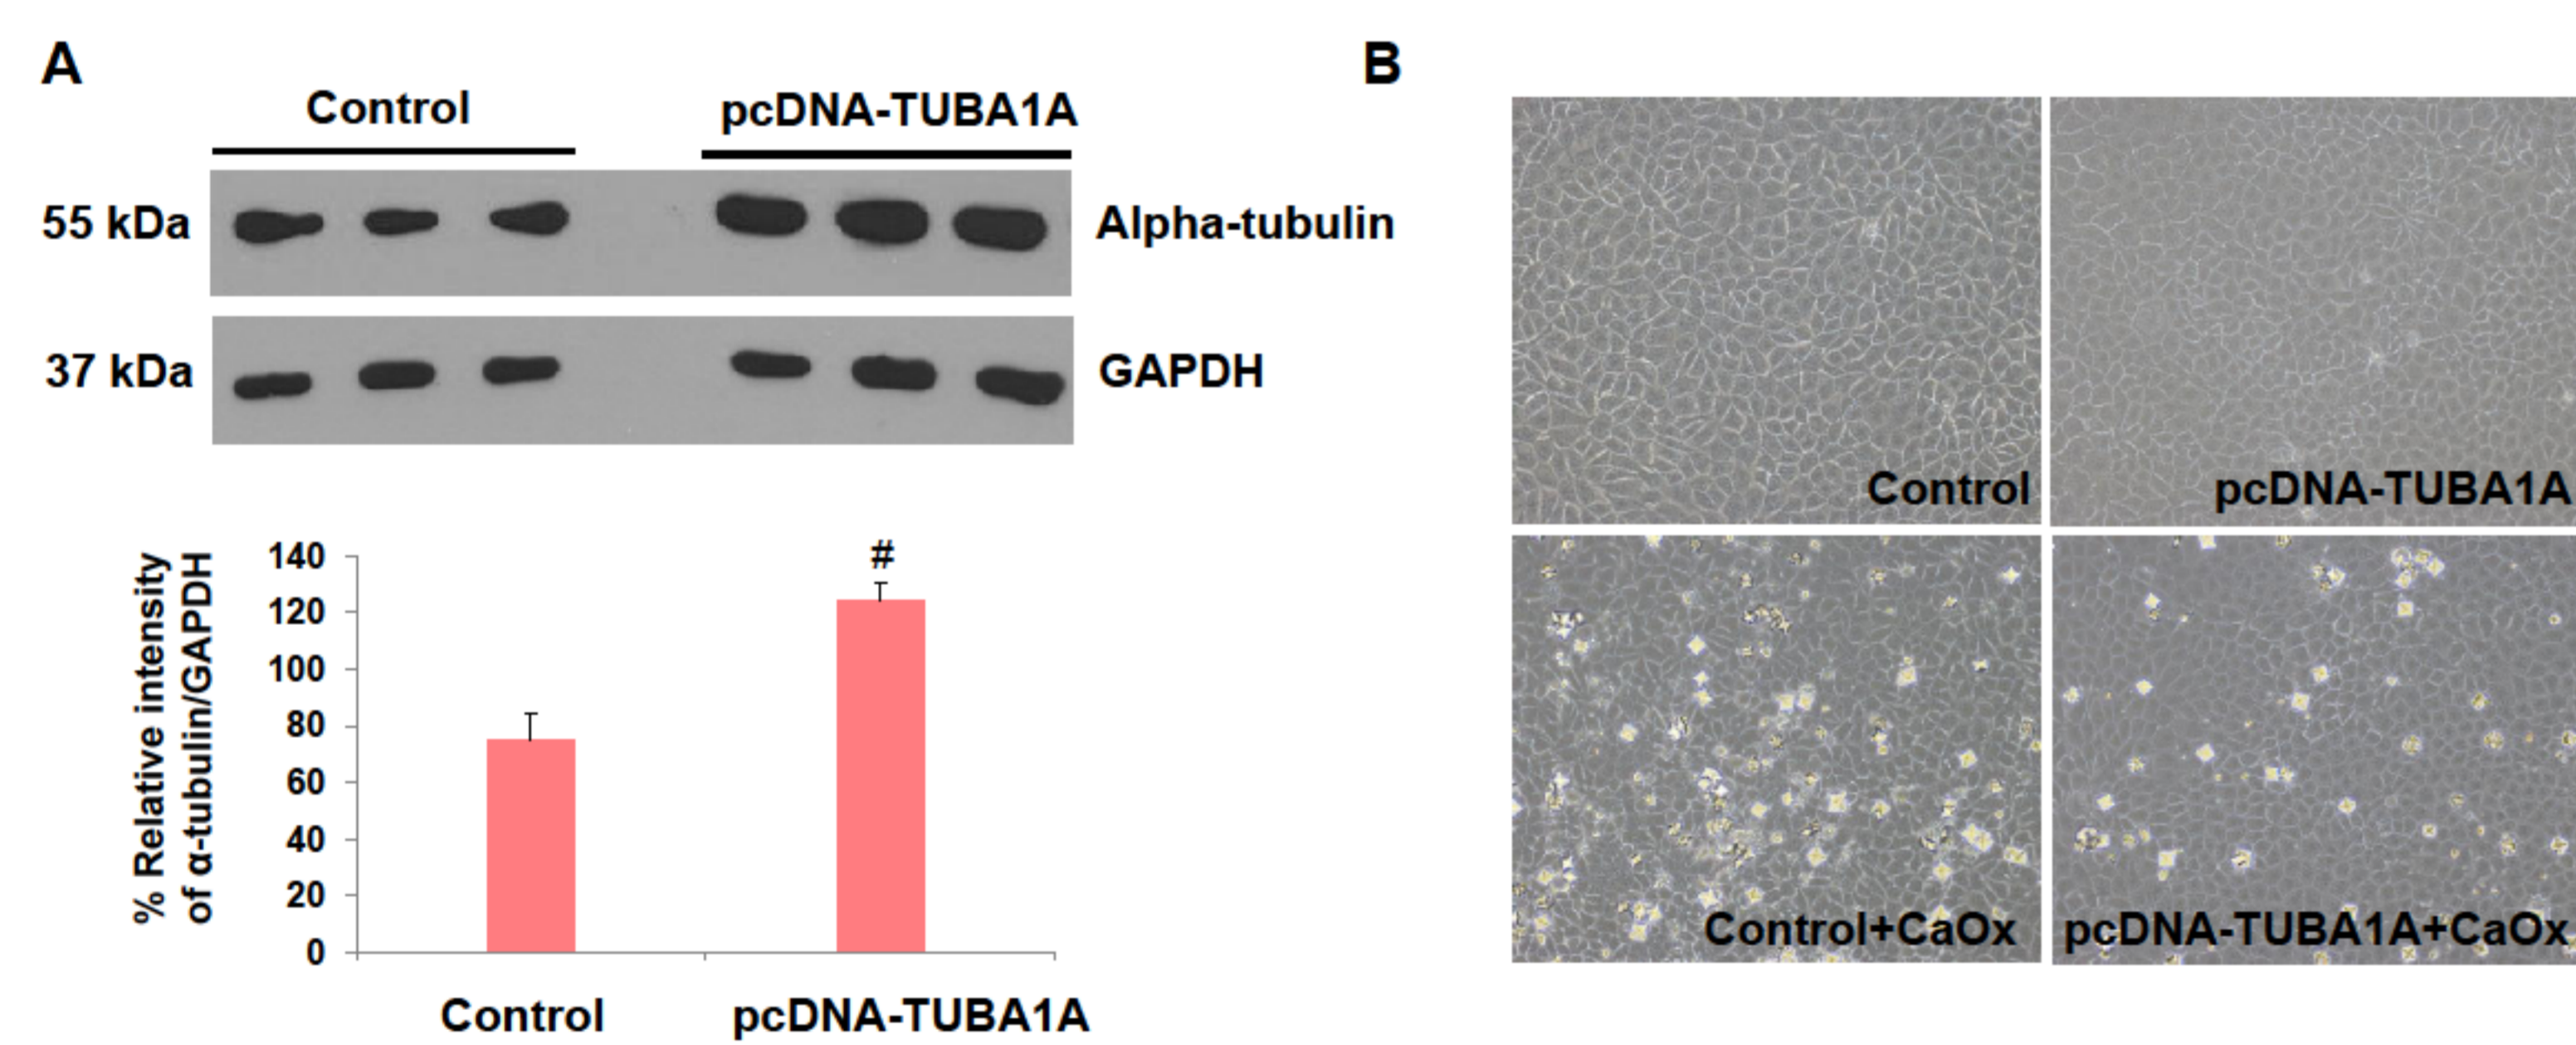 A
B
Control
pcDNA-TUBA1A
55 kDa
Alpha-tubulin
37 kDa
GAPDH
% Relative intensity
of α-tubulin/GAPDH
140
120
100
80
60
40
20
0
#
Control
pcDNA-TUBA1A
Control
pcDNA-TUBA1A
Control+CaOx
pcDNA-TUBA1A+CaOx